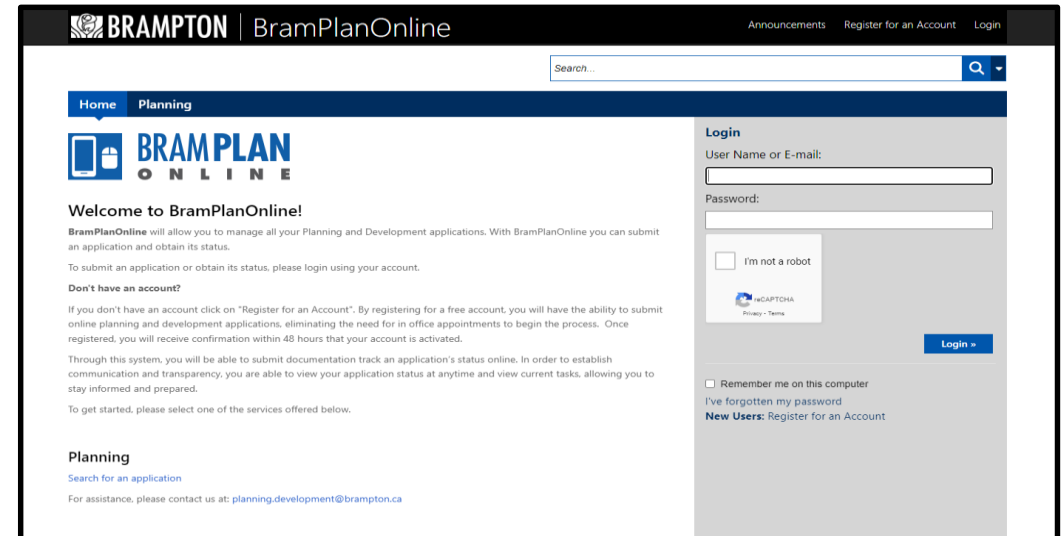 BRAMPTON | BramPlanOnline
Announcements Register for an Account Login
Search...
Home Planning
BRAMPLAN
ONLINE
Welcome to BramPlanOnline!
BramPlanOnline will allow you to manage all your Planning and Development applications. With BramPlanOnline you can submit
an application and obtain its status.
To submit an application or obtain its status, please login using your account.
Don't have an account?
If you don't have an account click on "Register for an Account". By registering for a free account, you will have the ability to submit
online planning and development applications, eliminating the need for in office appointments to begin the process. Once
registered, you will receive confirmation within 48 hours that your account is activated.
Through this system, you will be able to submit documentation track an application's status online. In order to establish
communication and transparency, you are able to view your application status at anytime and view current tasks, allowing you to
stay informed and prepared.
To get started, please select one of the services offered below.
Planning
Search for an application
For assistance, please contact us at: planning.development@brampton.ca
Login
User Name or E-mail:
Password:
I'm not a robot
reCAPTCHA
Privacy - Terms
Login »
Remember me on this computer
I've forgotten my password
New Users: Register for an Account